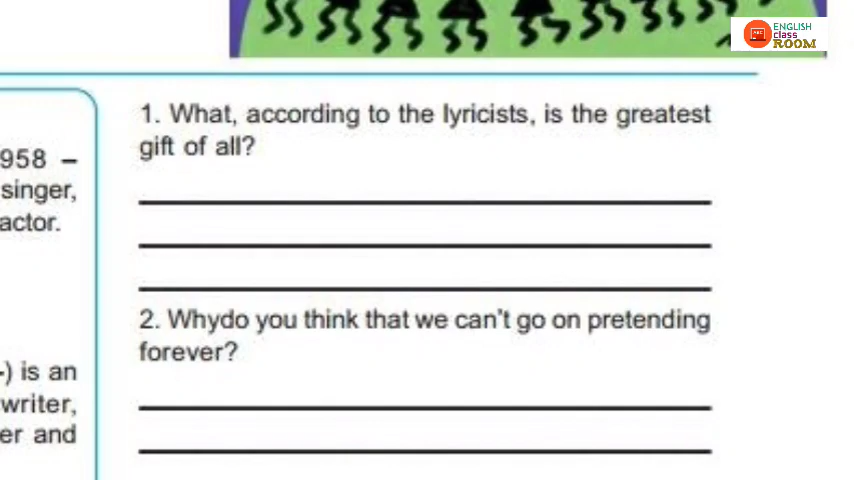 ENGLISH
class
ROOM
958 –
singer,
actor.
-) is an
writer,
er and
1. What, according to the lyricists, is the greatest
gift of all?
2. Whydo you think that we can't go on pretending
forever?